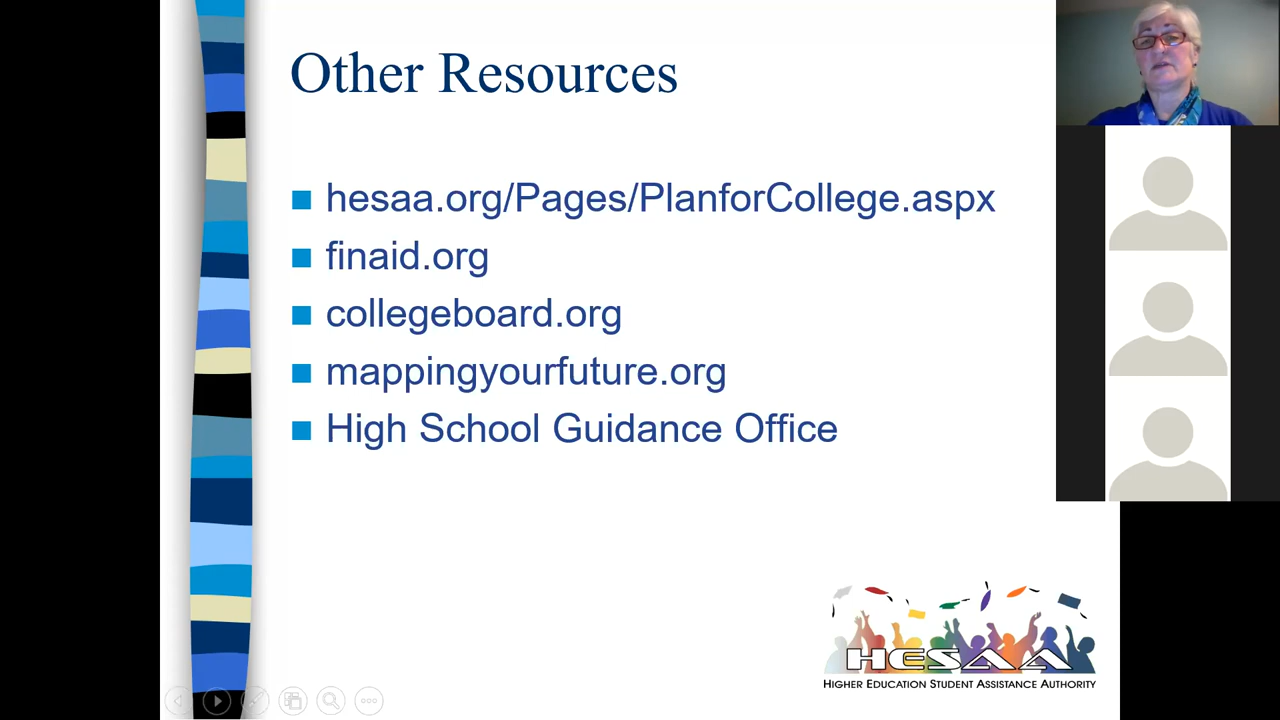 Other Resources
hesaa.org/Pages/PlanforCollege.aspx
finaid.org
collegeboard.org
mappingyourfuture.org
High School Guidance Office
HESAA
HIGHER EDUCATION STUDENT ASSISTANCE AUTHORITY